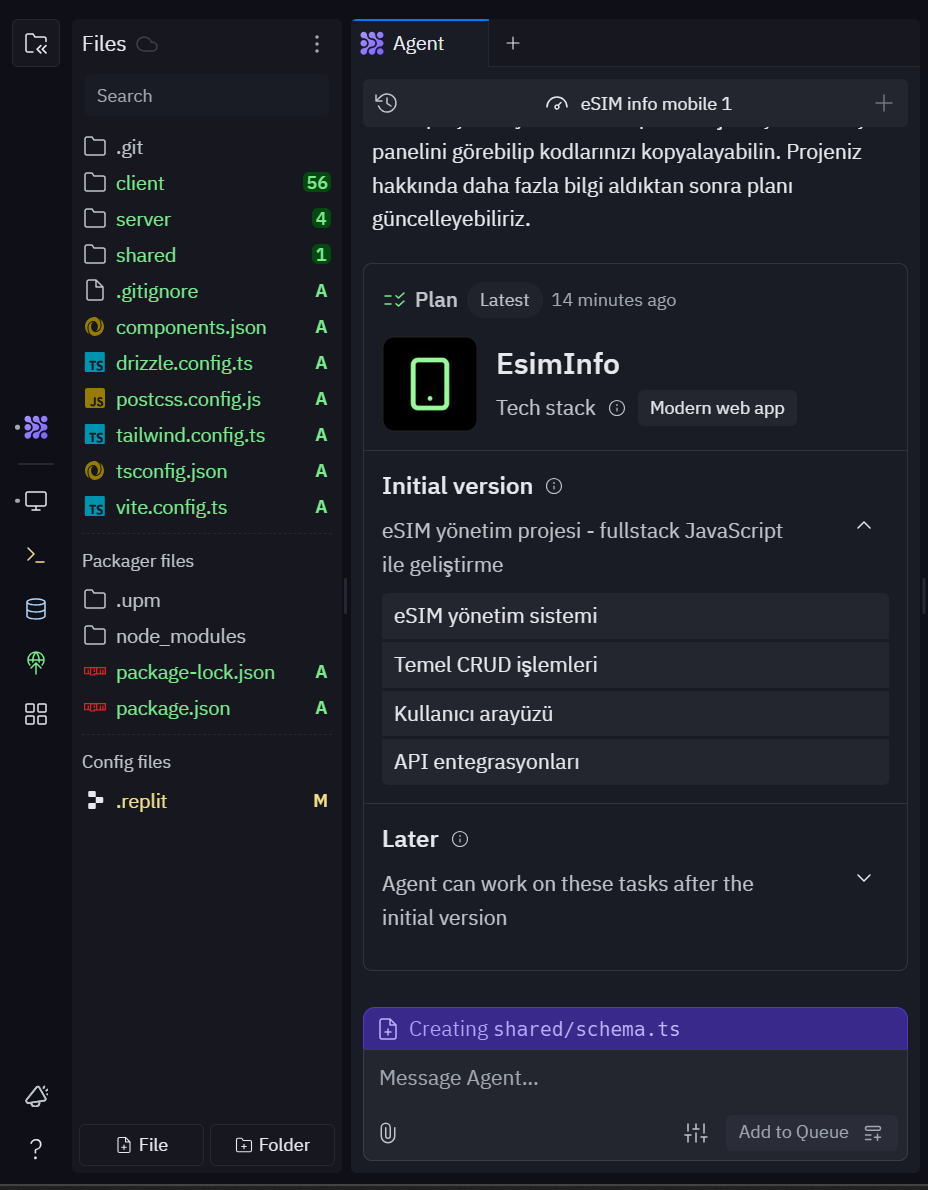 Files
Search
.git
client 56
server 4
shared 1
.gitignore A
components.json A
drizzle.config.ts A
postcss.config.js A
tailwind.config.ts A
tsconfig.json A
vite.config.ts A
Packager files
.upm
node_modules
package-lock.json A
package.json A
Config files
.replit M
File
Folder
Agent
eSIM info mobile 1
panelini görebilip kodlarınızı kopyalayabilin. Projeniz
hakkında daha fazla bilgi aldıktan sonra planı
güncelleyebiliriz.
Plan Latest 14 minutes ago
EsimInfo
Tech stack Modern web app
Initial version
eSIM yönetim projesi - fullstack JavaScript
ile geliştirme
eSIM yönetim sistemi
Temel CRUD işlemleri
Kullanıcı arayüzü
API entegrasyonları
Later
Agent can work on these tasks after the
initial version
Creating shared/schema.ts
Message Agent...
Add to Queue